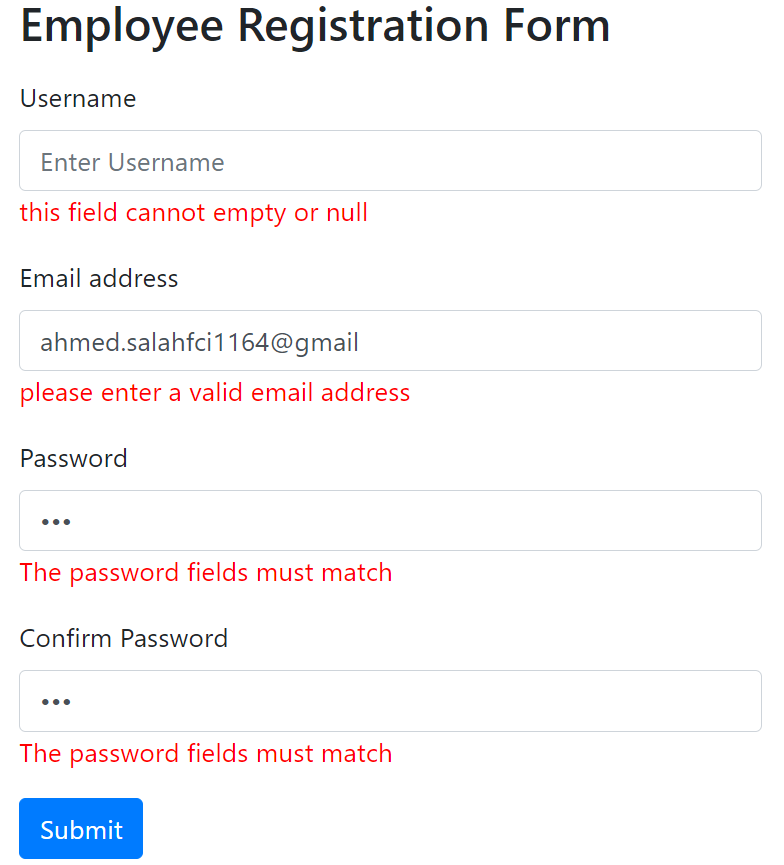 Employee Registration Form
Username
Enter Username
this field cannot empty or null
Email address
ahmed.salahfci1164@gmail
please enter a valid email address
Password
•••
The password fields must match
Confirm Password
•••
The password fields must match
Submit